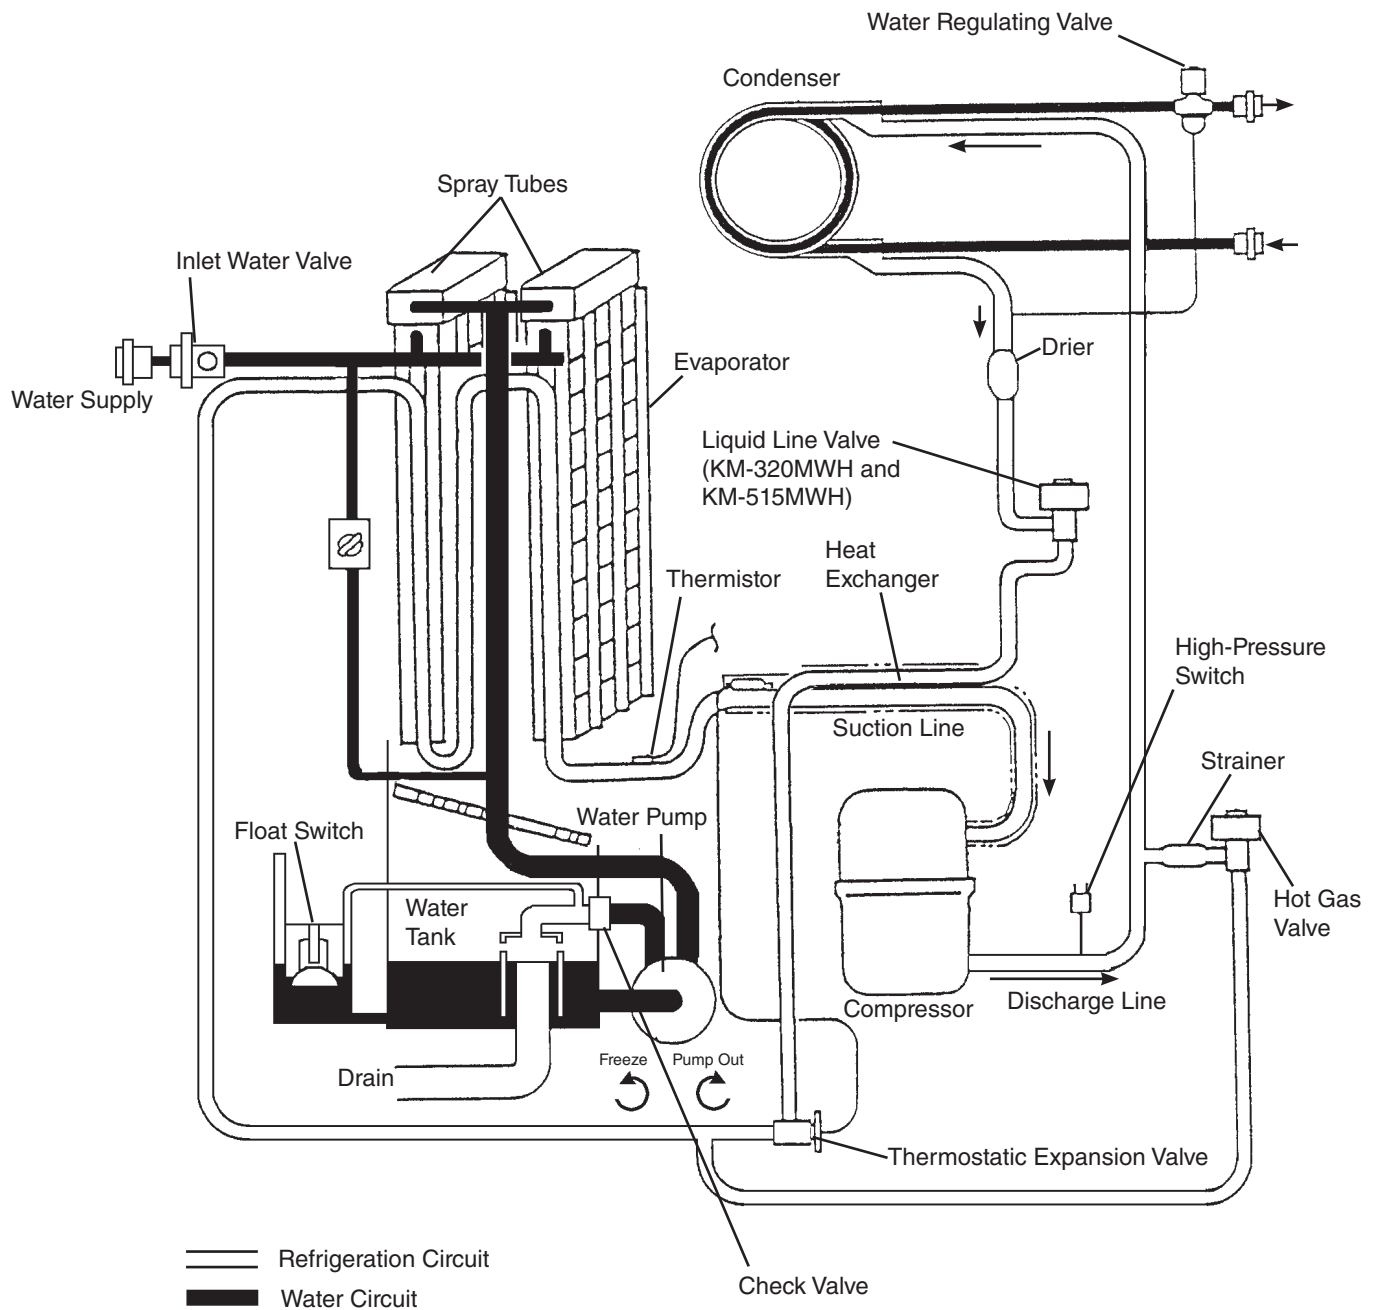 Water Regulating Valve
Condenser
Spray Tubes
Inlet Water Valve
Drier
Evaporator
Water Supply
Liquid Line Valve
(KM-320MWH and
KM-515MWH)
Heat
Exchanger
Thermistor
High-Pressure
Switch
Suction Line
Strainer
Water Pump
Float Switch
Hot Gas
Valve
Water
Tank
Compressor
Discharge Line
Freeze
Pump Out
Drain
Thermostatic Expansion Valve
Refrigeration Circuit
Check Valve
Water Circuit